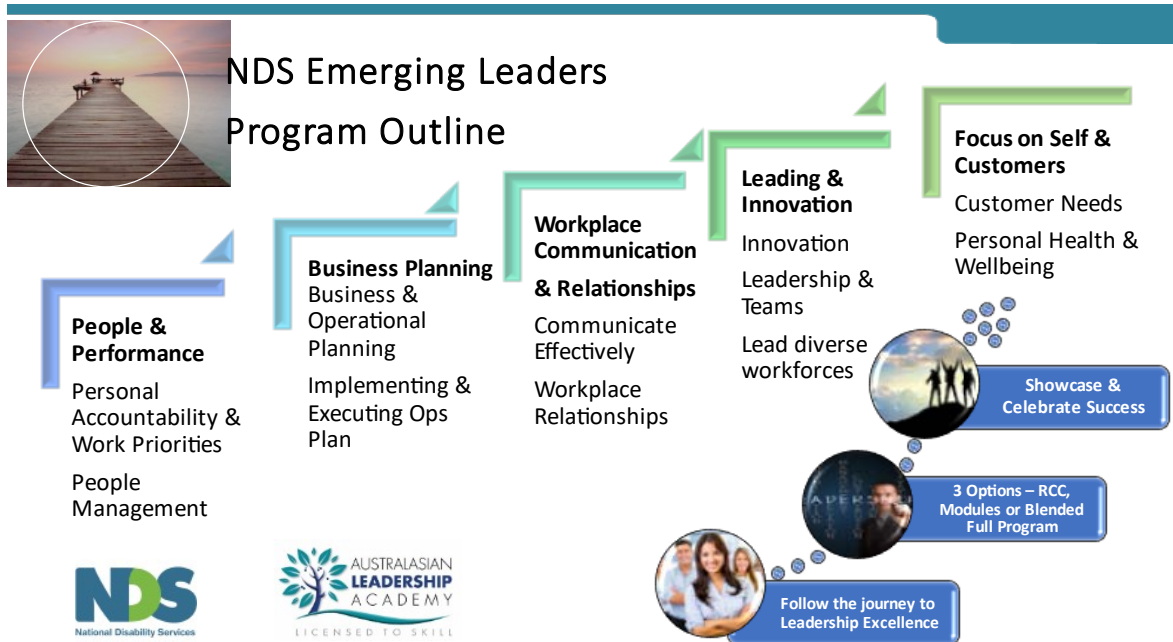 NDS Emerging Leaders
Program Outline
People &
Performance
Personal
Accountability &
Work Priorities
People
Management
Business Planning
Business &
Operational
Planning
Implementing &
Executing Ops
Plan
Workplace
Communication
& Relationships
Communicate
Effectively
Workplace
Relationships
Leading &
Innovation
Innovation
Leadership &
Teams
Lead diverse
workforces
Focus on Self &
Customers
Customer Needs
Personal Health &
Wellbeing
Showcase &
Celebrate Success
3 Options – RCC,
Modules or Blended
Full Program
Follow the journey to
Leadership Excellence
NDS
National Disability Services
AUSTRALASIAN
LEADERSHIP
ACADEMY
LICENSED TO SKILL